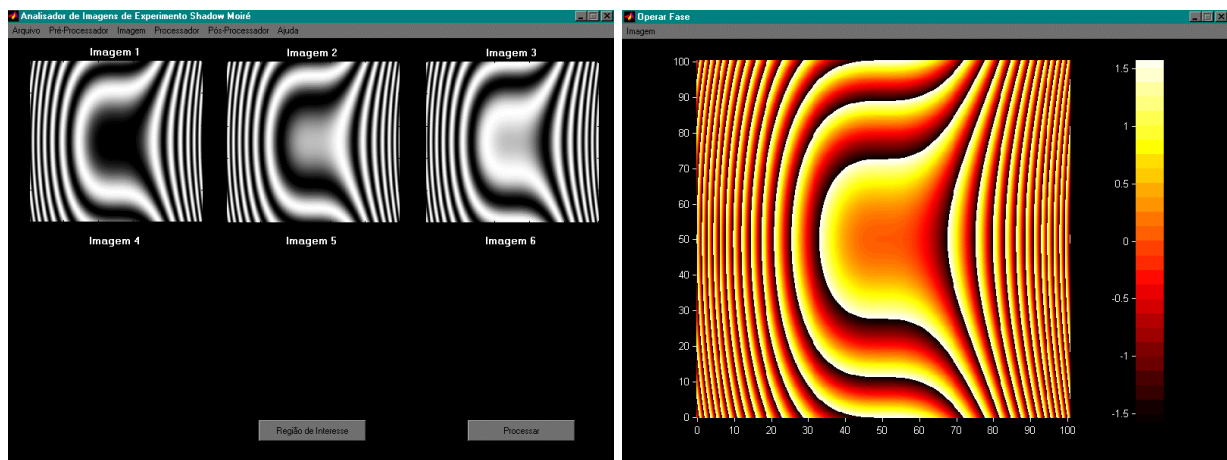 Analisador de Imagens de Experimento Shadow Moiré
Arquivo Pré-Processador Imagem Processador Pós-Processador Ajuda
Imagem 1 Imagem 2 Imagem 3
Imagem 4 Imagem 5 Imagem 6
Região de Interesse Processar
Operar Fase
Imagem
100
90
80
70
60
50
40
30
20
10
0
0 10 20 30 40 50 60 70 80 90 100
1.5
1
0.5
0
-0.5
-1
-1.5